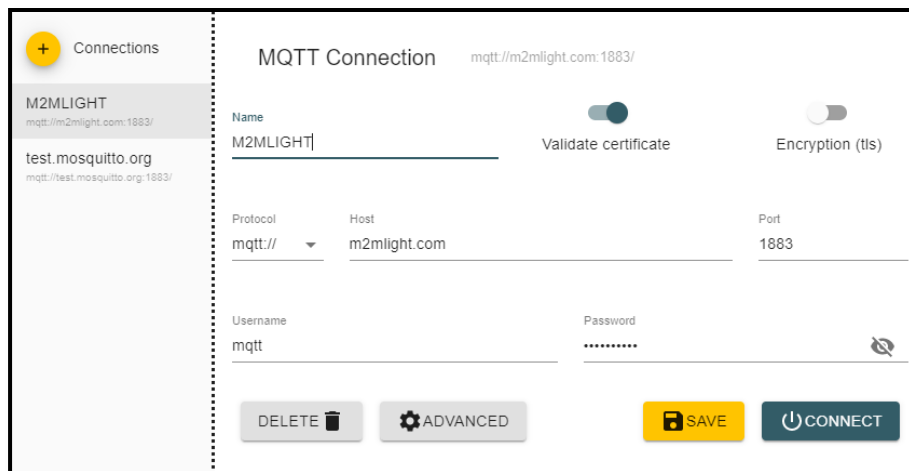 + Connections
M2MLIGHT
mqtt://m2mlight.com:1883/
test.mosquitto.org
mqtt://test.mosquitto.org:1883/
MQTT Connection mqtt://m2mlight.com:1883/
Name
M2MLIGHT
Validate certificate
Encryption (tls)
Protocol
mqtt://
Host
m2mlight.com
Port
1883
Username
mqtt
Password
••••••••••
DELETE
ADVANCED
SAVE
CONNECT